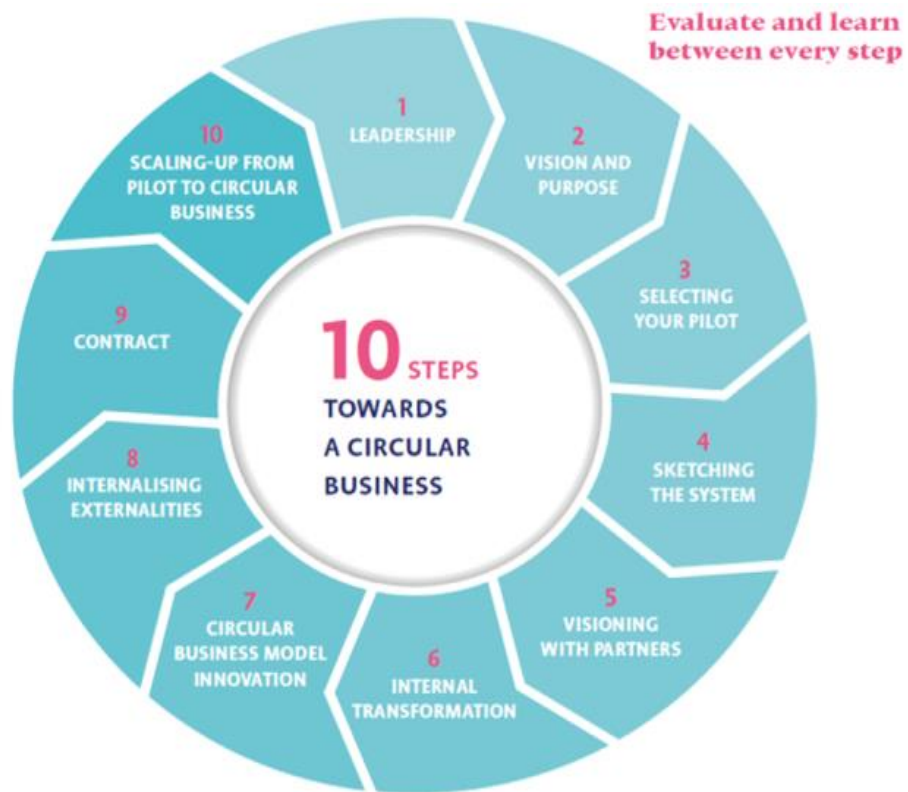 Evaluate and learn
between every step
1
LEADERSHIP
2
VISION AND
PURPOSE
3
SELECTING
YOUR PILOT
4
SKETCHING
THE SYSTEM
5
VISIONING
WITH PARTNERS
6
INTERNAL
TRANSFORMATION
7
CIRCULAR
BUSINESS MODEL
INNOVATION
8
INTERNALISING
EXTERNALITIES
9
CONTRACT
10
SCALING-UP FROM
PILOT TO CIRCULAR
BUSINESS
10 STEPS
TOWARDS
A CIRCULAR
BUSINESS